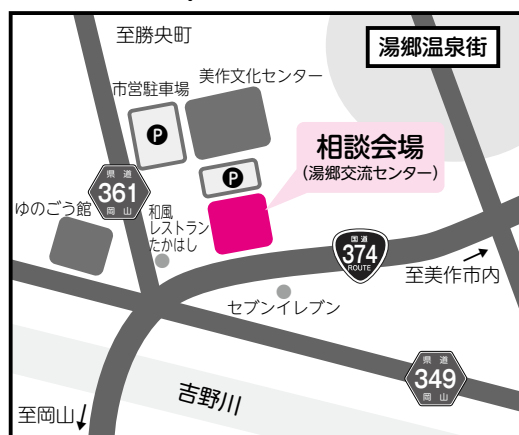 至勝央町
湯郷温泉街
美作文化センター
市営駐車場
P
相談会場
(湯郷交流センター)
P
県道
361
岡山
ゆのごう館
和風
レストラン
たかはし
国道
374
ROUTE
至美作市内
セブンイレブン
県道
349
岡山
吉野川
至岡山